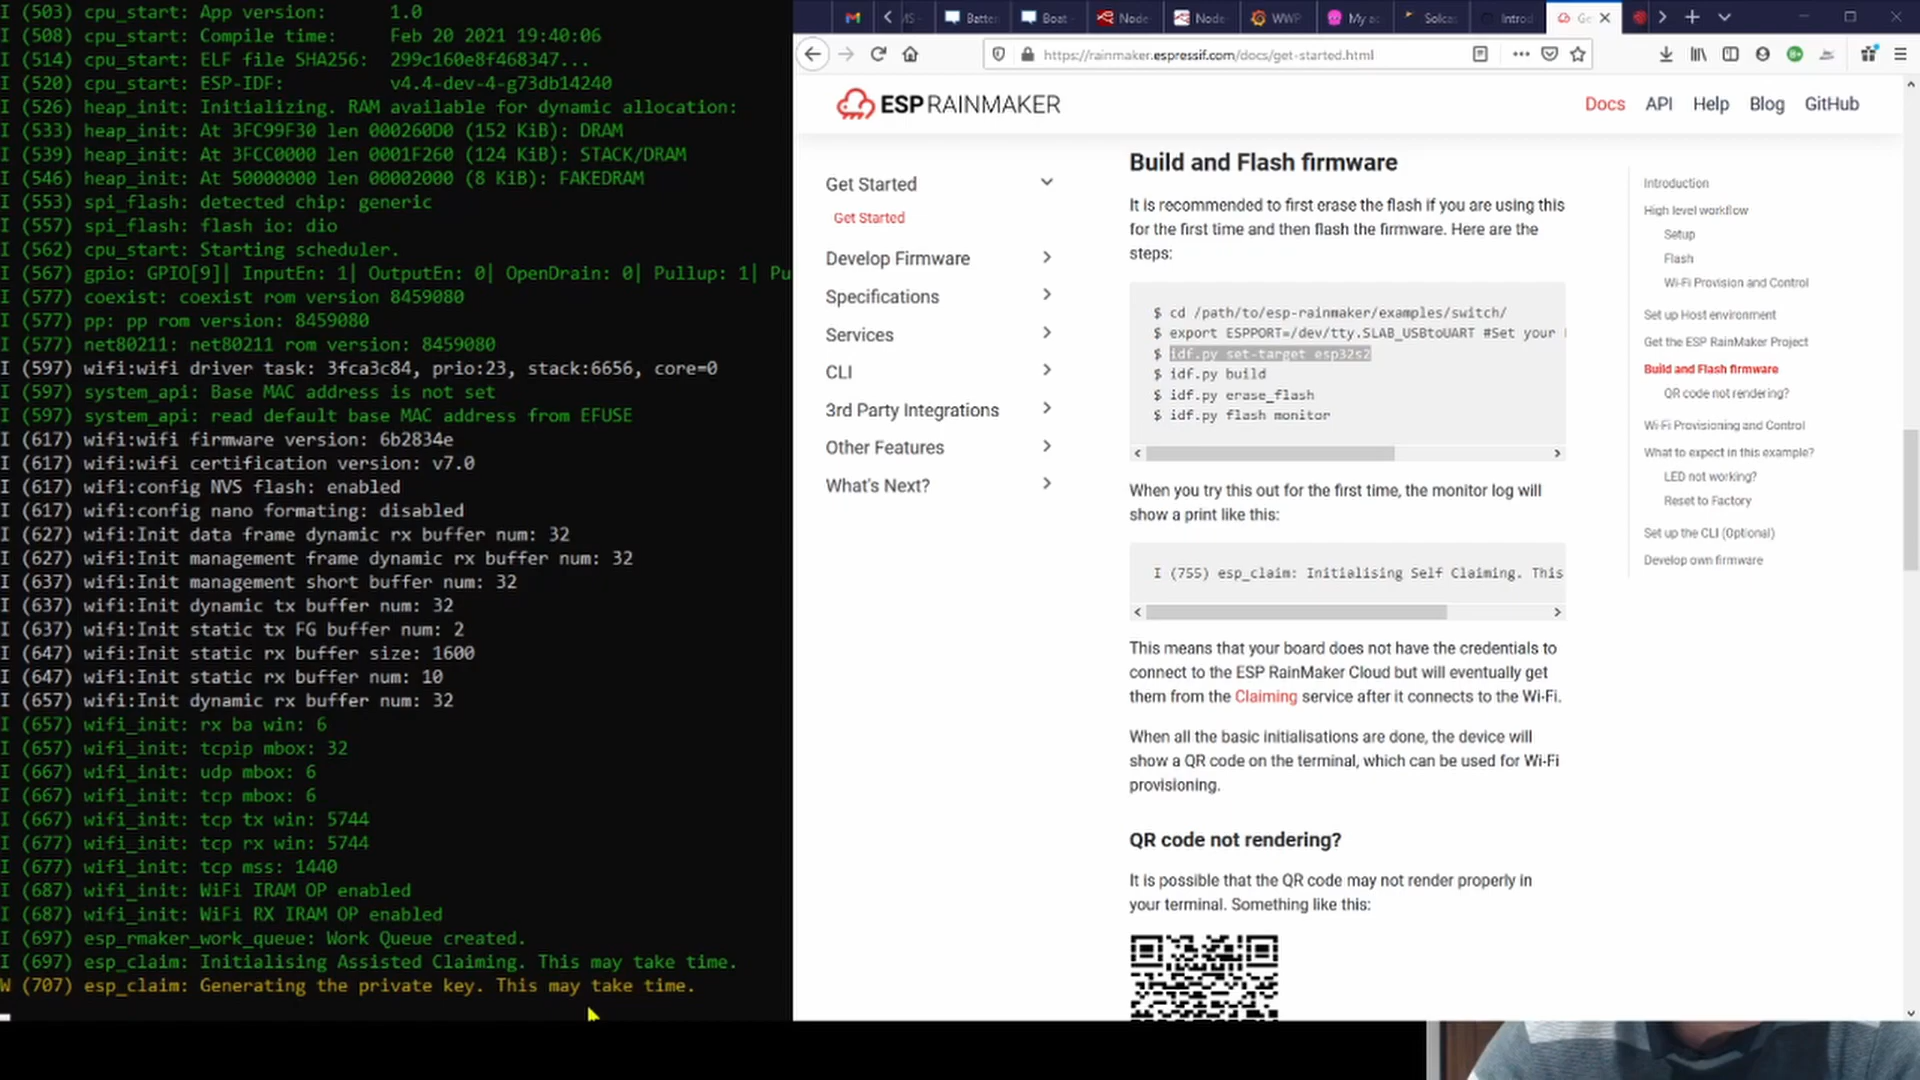 I (503) cpu_start: App version:      1.0
I (508) cpu_start: Compile time:     Feb 20 2021 19:40:06
I (514) cpu_start: ELF file SHA256:  299c160e8f468347...
I (520) cpu_start: ESP-IDF:          v4.4-dev-4-g73db14240
I (526) heap_init: Initializing. RAM available for dynamic allocation:
I (533) heap_init: At 3FC99F30 len 000260D0 (152 KiB): DRAM
I (539) heap_init: At 3FCC0000 len 0001F260 (124 KiB): STACK/DRAM
I (546) heap_init: At 50000000 len 00002000 (8 KiB): FAKEDRAM
I (553) spi_flash: detected chip: generic
I (557) spi_flash: flash io: dio
I (562) cpu_start: Starting scheduler.
I (567) gpio: GPIO[9]| InputEn: 1| OutputEn: 0| OpenDrain: 0| Pullup: 1| Pu
I (577) coexist: coexist rom version 8459080
I (577) pp: pp rom version: 8459080
I (577) net80211: net80211 rom version: 8459080
I (597) wifi:wifi driver task: 3fca3c84, prio:23, stack:6656, core=0
I (597) system_api: Base MAC address is not set
I (597) system_api: read default base MAC address from EFUSE
I (617) wifi:wifi firmware version: 6b2834e
I (617) wifi:wifi certification version: v7.0
I (617) wifi:config NVS flash: enabled
I (617) wifi:config nano formating: disabled
I (627) wifi:Init data frame dynamic rx buffer num: 32
I (627) wifi:Init management frame dynamic rx buffer num: 32
I (637) wifi:Init management short buffer num: 32
I (637) wifi:Init dynamic tx buffer num: 32
I (637) wifi:Init static tx FG buffer num: 2
I (647) wifi:Init static rx buffer size: 1600
I (647) wifi:Init static rx buffer num: 10
I (657) wifi:Init dynamic rx buffer num: 32
I (657) wifi_init: rx ba win: 6
I (657) wifi_init: tcpip mbox: 32
I (667) wifi_init: udp mbox: 6
I (667) wifi_init: tcp mbox: 6
I (667) wifi_init: tcp tx win: 5744
I (677) wifi_init: tcp rx win: 5744
I (677) wifi_init: tcp mss: 1440
I (687) wifi_init: WiFi IRAM OP enabled
I (687) wifi_init: WiFi RX IRAM OP enabled
I (697) esp_rmaker_work_queue: Work Queue created.
I (697) esp_claim: Initialising Assisted Claiming. This may take time.
W (707) esp_claim: Generating the private key. This may take time.
Batter Boat Node Node WWP My ac Solcas Introd
https://rainmaker.espressif.com/docs/get-started.html
ESP RAINMAKER
Docs API Help Blog GitHub
Get Started
Get Started
Develop Firmware
Specifications
Services
CLI
3rd Party Integrations
Other Features
What's Next?
Build and Flash firmware
It is recommended to first erase the flash if you are using this
for the first time and then flash the firmware. Here are the
steps:
$ cd /path/to/esp-rainmaker/examples/switch/
$ export ESPPORT=/dev/tty.SLAB_USBtoUART #Set your
$ idf.py set-target esp32s2
$ idf.py build
$ idf.py erase_flash
$ idf.py flash monitor
When you try this out for the first time, the monitor log will
show a print like this:
I (755) esp_claim: Initialising Self Claiming. This
This means that your board does not have the credentials to
connect to the ESP RainMaker Cloud but will eventually get
them from the Claiming service after it connects to the Wi-Fi.
When all the basic initialisations are done, the device will
show a QR code on the terminal, which can be used for Wi-Fi
provisioning.
QR code not rendering?
It is possible that the QR code may not render properly in
your terminal. Something like this:
Introduction
High level workflow
Setup
Flash
Wi-Fi Provision and Control
Set up Host environment
Get the ESP RainMaker Project
Build and Flash firmware
QR code not rendering?
Wi-Fi Provisioning and Control
What to expect in this example?
LED not working?
Reset to Factory
Set up the CLI (Optional)
Develop own firmware